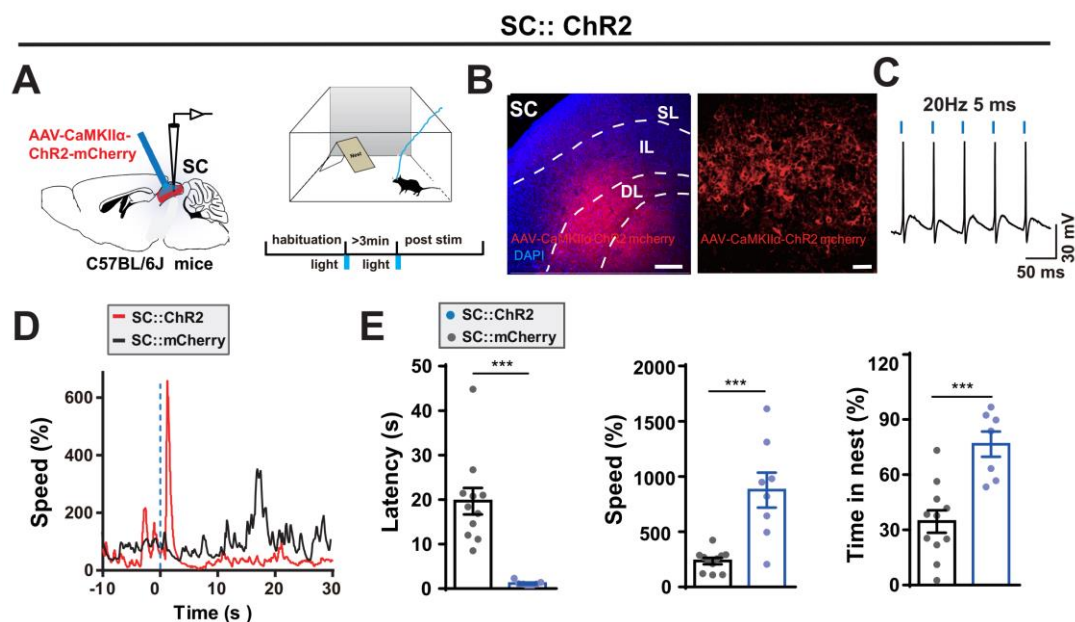 SC:: ChR2
A
AAV-CaMKIIα-
ChR2-mCherry
SC
C57BL/6J mice
Nest
habituation >3min post stim
light light
B
SC
SL
IL
DL
AAV-CaMKIIα-ChR2 mcherry
DAPI
AAV-CaMKIIα-ChR2 mcherry
C
20Hz 5 ms
30 mV
50 ms
D
SC::ChR2
SC::mCherry
Speed (%)
600
400
200
0
-10 0 10 20 30
Time (s )
E
SC::ChR2
SC::mCherry
Latency (s)
50
40
30
20
10
0
***
Speed (%)
2000
1500
1000
500
0
***
Time in nest (%)
120
90
60
30
0
***